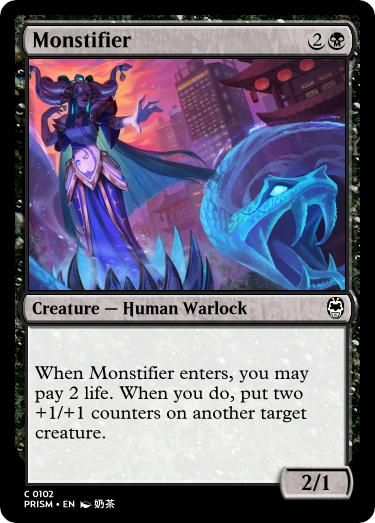 Monstifier 2
Creature — Human Warlock
When Monstifier enters, you may
pay 2 life. When you do, put two
+1/+1 counters on another target
creature.
2/1
C 0102
PRISM • EN 奶茶